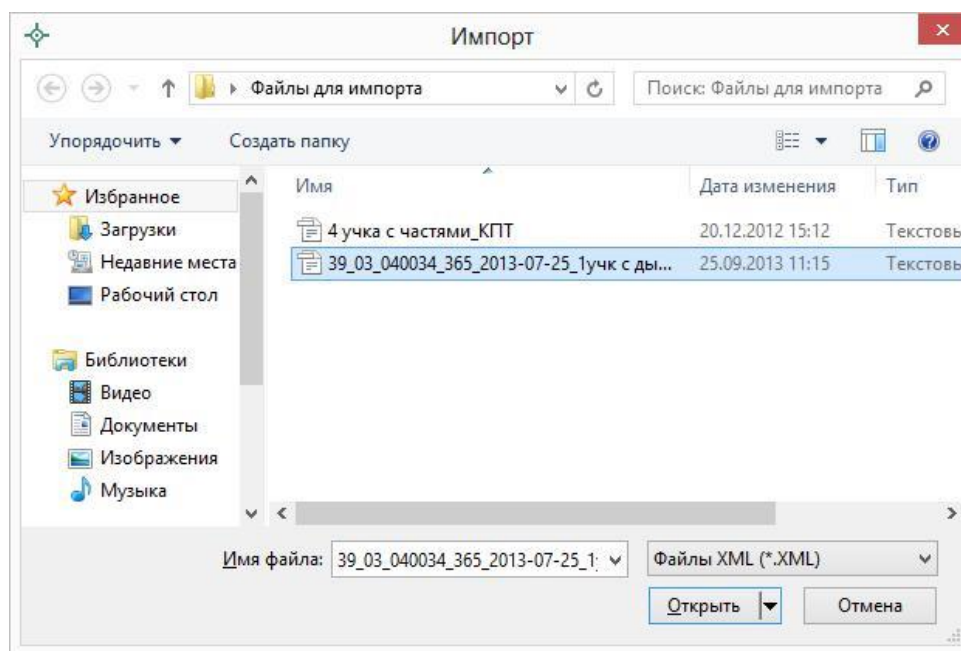 Импорт
Файлы для импорта
Поиск: Файлы для импорта
Упорядочить
Создать папку
Имя
Дата изменения
Тип
4 учка с частями_КПТ
20.12.2012 15:12
Текстовь
39_03_040034_365_2013-07-25_1учк с ды...
25.09.2013 11:15
Текстовь
Избранное
Загрузки
Недавние места
Рабочий стол
Библиотеки
Видео
Документы
Изображения
Музыка
Имя файла:
39_03_040034_365_2013-07-25_1
Файлы XML (*.XML)
Открыть
Отмена